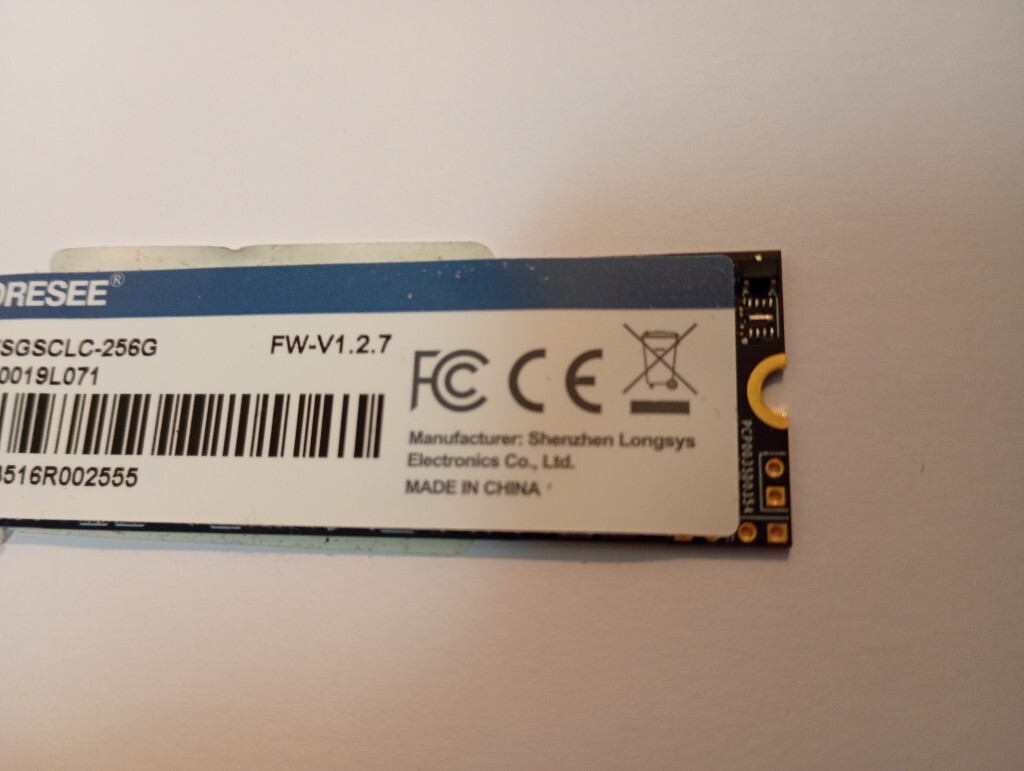 ORESEE®
SGSCLC-256G
FW-V1.2.7
0019L071
516R002555
FC CE
Manufacturer: Shenzhen Longsys
Electronics Co., Ltd.
MADE IN CHINA